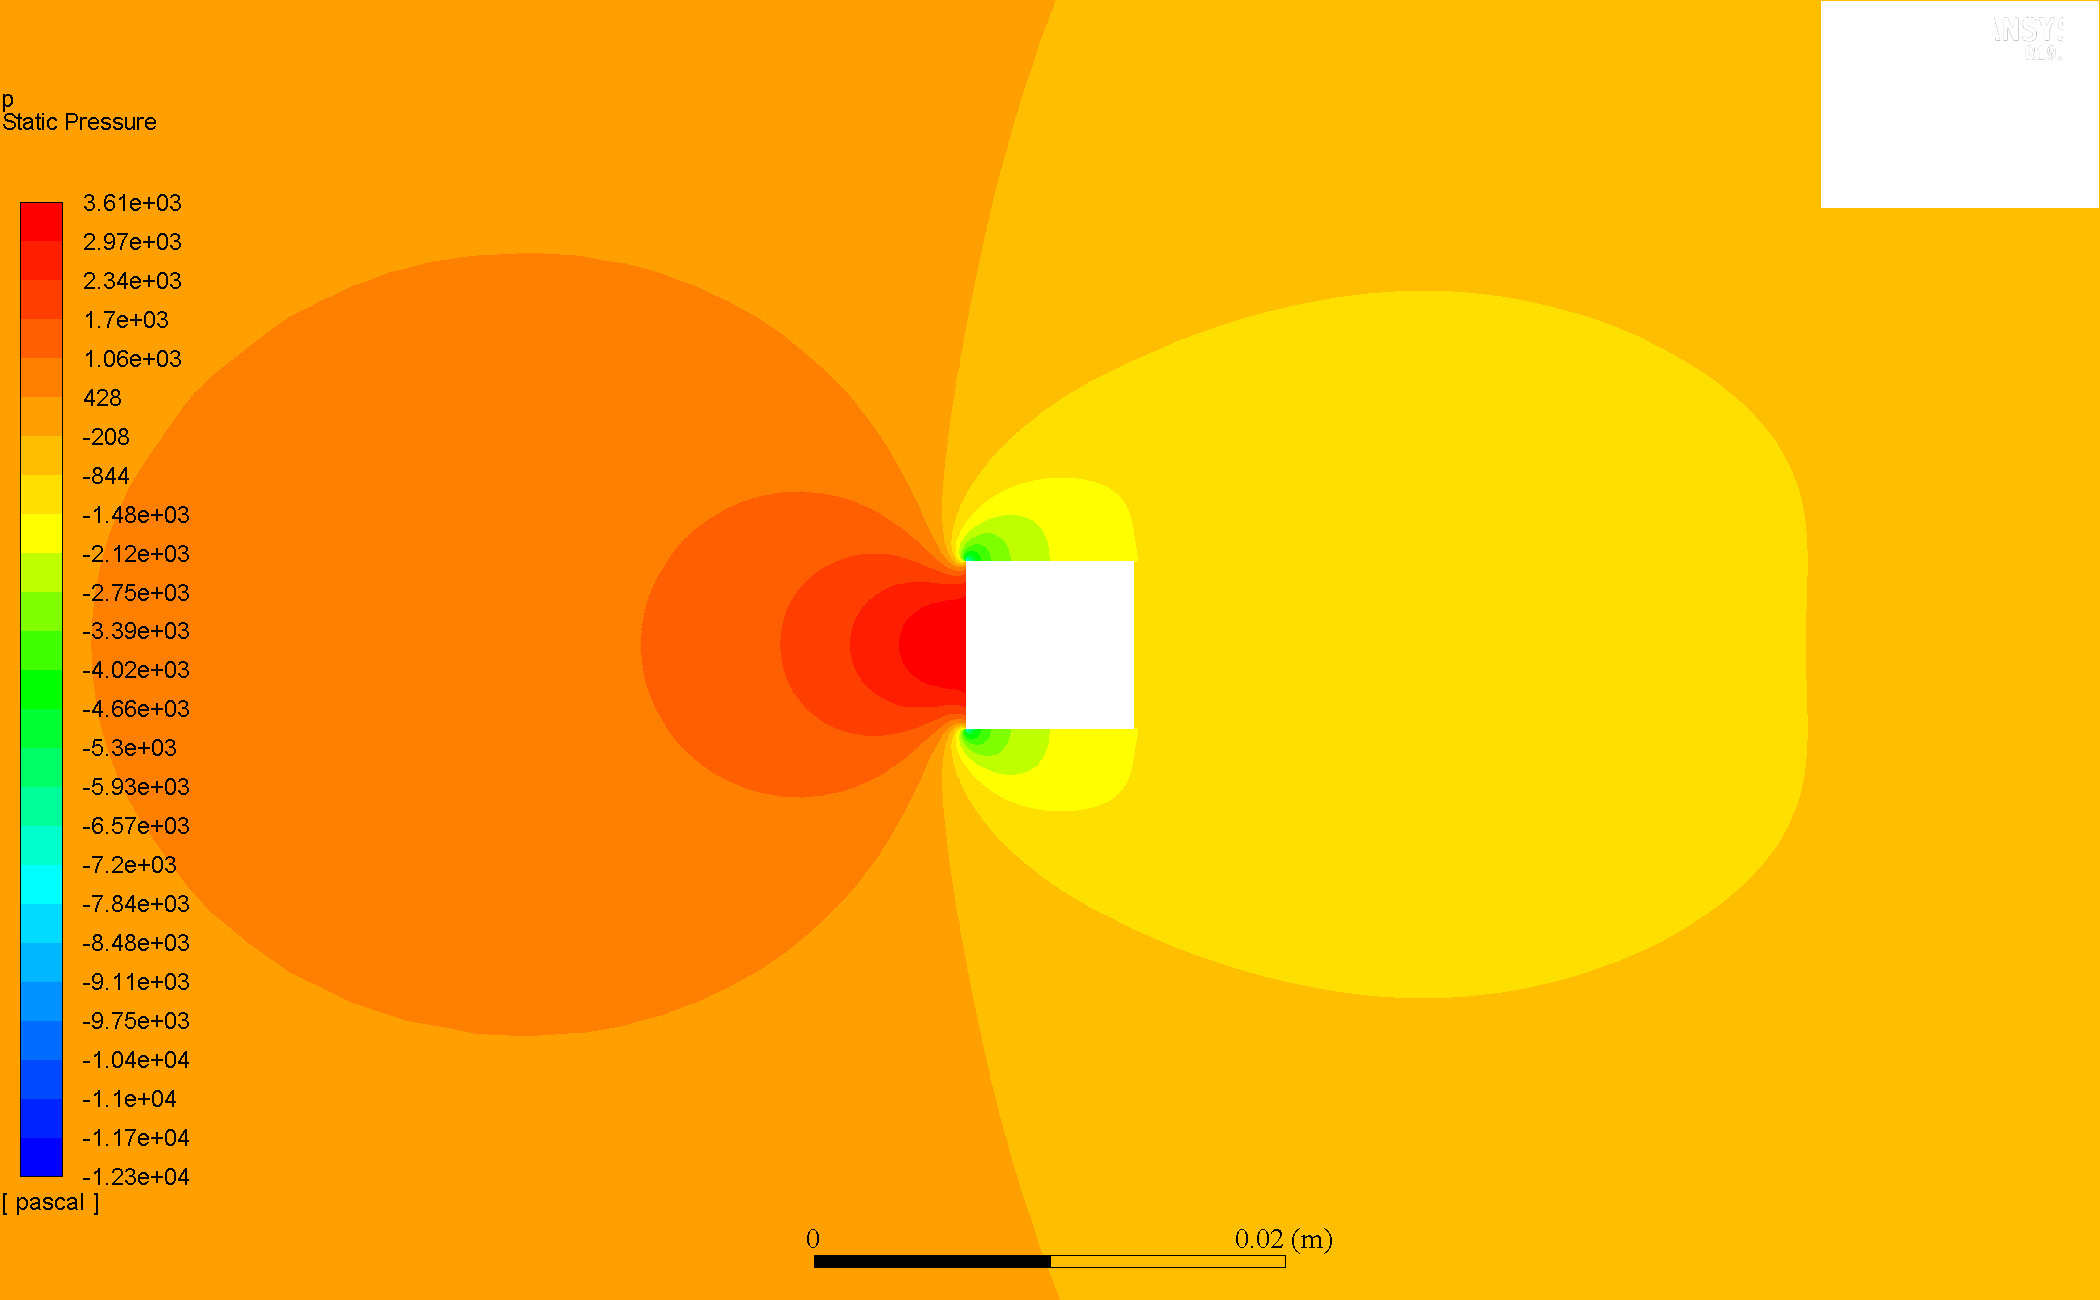 p
Static Pressure
3.61e+03
2.97e+03
2.34e+03
1.7e+03
1.06e+03
428
-208
-844
-1.48e+03
-2.12e+03
-2.75e+03
-3.39e+03
-4.02e+03
-4.66e+03
-5.3e+03
-5.93e+03
-6.57e+03
-7.2e+03
-7.84e+03
-8.48e+03
-9.11e+03
-9.75e+03
-1.04e+04
-1.1e+04
-1.17e+04
-1.23e+04
[ pascal ]
0 0.02 (m)